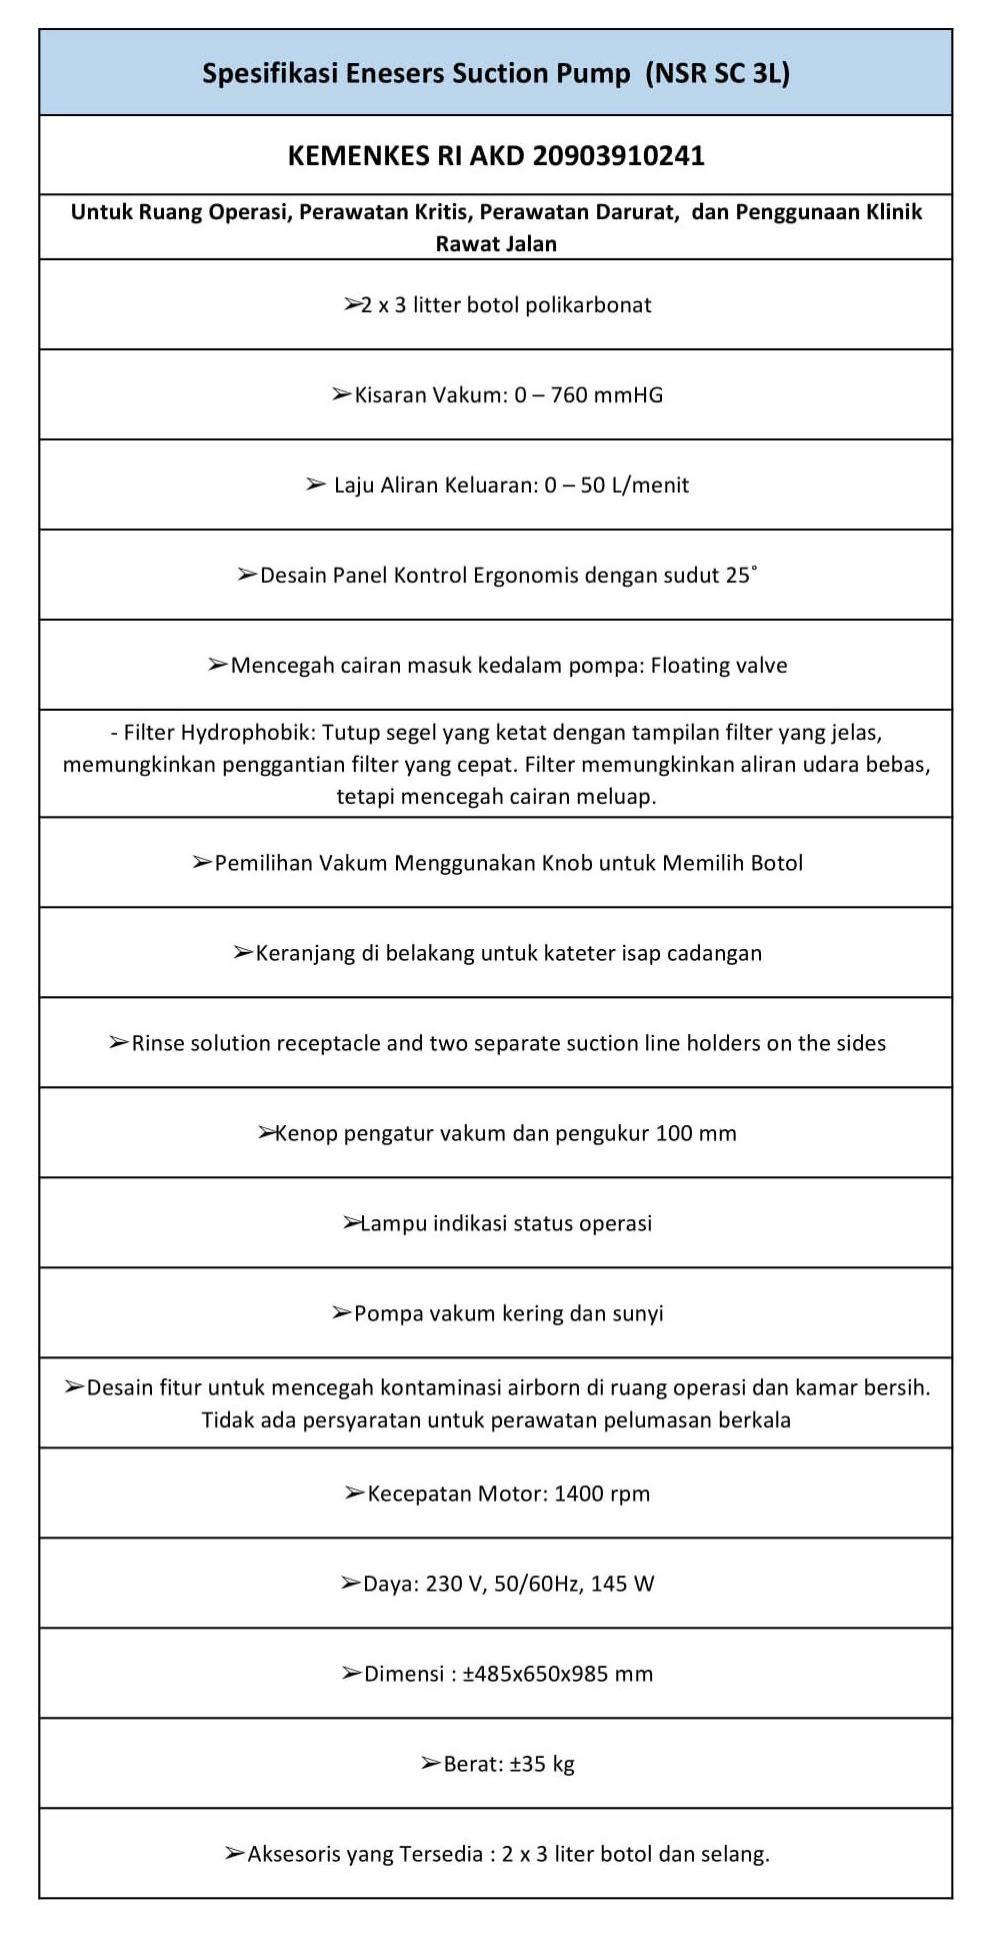 Spesifikasi Enesers Suction Pump (NSR SC 3L)
KEMENKES RI AKD 20903910241
Untuk Ruang Operasi, Perawatan Kritis, Perawatan Darurat, dan Penggunaan Klinik
Rawat Jalan
➢2 x 3 litter botol polikarbonat
➢Kisaran Vakum: 0 – 760 mmHG
➢ Laju Aliran Keluaran: 0 – 50 L/menit
➢Desain Panel Kontrol Ergonomis dengan sudut 25˚
➢Mencegah cairan masuk kedalam pompa: Floating valve
- Filter Hydrophobik: Tutup segel yang ketat dengan tampilan filter yang jelas,
memungkinkan penggantian filter yang cepat. Filter memungkinkan aliran udara bebas,
tetapi mencegah cairan meluap.
➢Pemilihan Vakum Menggunakan Knob untuk Memilih Botol
➢Keranjang di belakang untuk kateter isap cadangan
➢Rinse solution receptacle and two separate suction line holders on the sides
➢Kenop pengatur vakum dan pengukur 100 mm
➢Lampu indikasi status operasi
➢Pompa vakum kering dan sunyi
➢Desain fitur untuk mencegah kontaminasi airborn di ruang operasi dan kamar bersih.
Tidak ada persyaratan untuk perawatan pelumasan berkala
➢Kecepatan Motor: 1400 rpm
➢Daya: 230 V, 50/60Hz, 145 W
➢Dimensi : ±485x650x985 mm
➢Berat: ±35 kg
➢Aksesoris yang Tersedia : 2 x 3 liter botol dan selang.